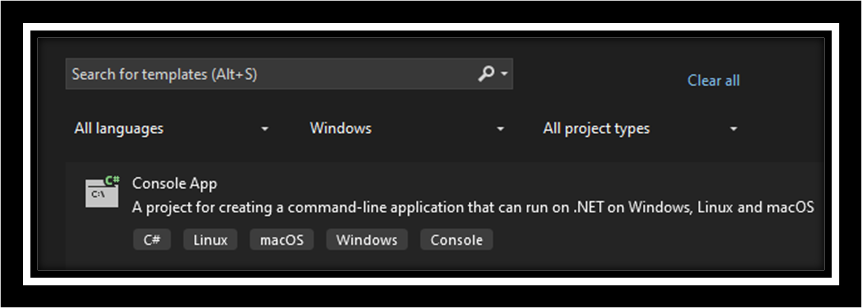 Search for templates (Alt+S)
Clear all
All languages Windows All project types
C#
C:\
Console App
A project for creating a command-line application that can run on .NET on Windows, Linux and macOS
C# Linux macOS Windows Console